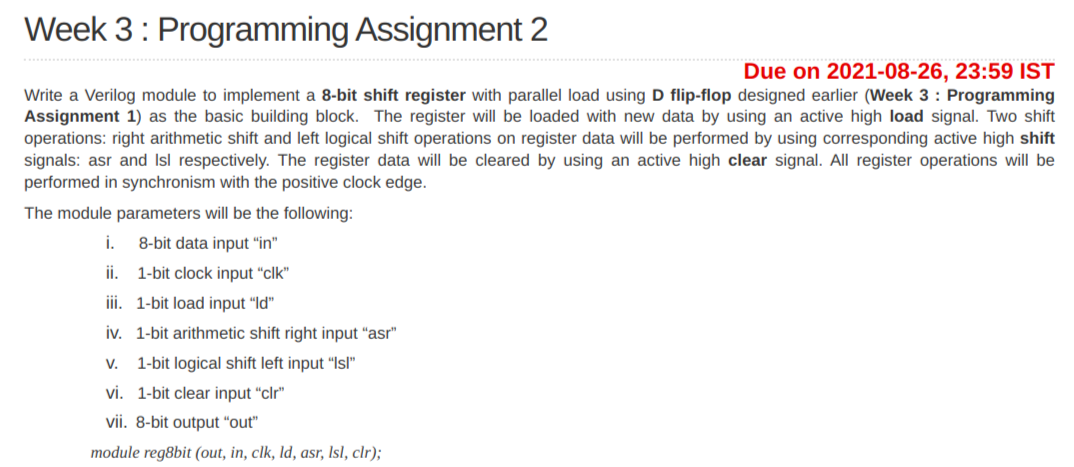 Week 3 : Programming Assignment 2
Due on 2021-08-26, 23:59 IST
Write a Verilog module to implement a 8-bit shift register with parallel load using D flip-flop designed earlier (Week 3 : Programming
Assignment 1) as the basic building block. The register will be loaded with new data by using an active high load signal. Two shift
operations: right arithmetic shift and left logical shift operations on register data will be performed by using corresponding active high shift
signals: asr and lsl respectively. The register data will be cleared by using an active high clear signal. All register operations will be
performed in synchronism with the positive clock edge.
The module parameters will be the following:
i. 8-bit data input “in”
ii. 1-bit clock input “clk”
iii. 1-bit load input “ld”
iv. 1-bit arithmetic shift right input “asr”
v. 1-bit logical shift left input “lsl”
vi. 1-bit clear input “clr”
vii. 8-bit output “out”
module reg8bit (out, in, clk, ld, asr, lsl, clr);